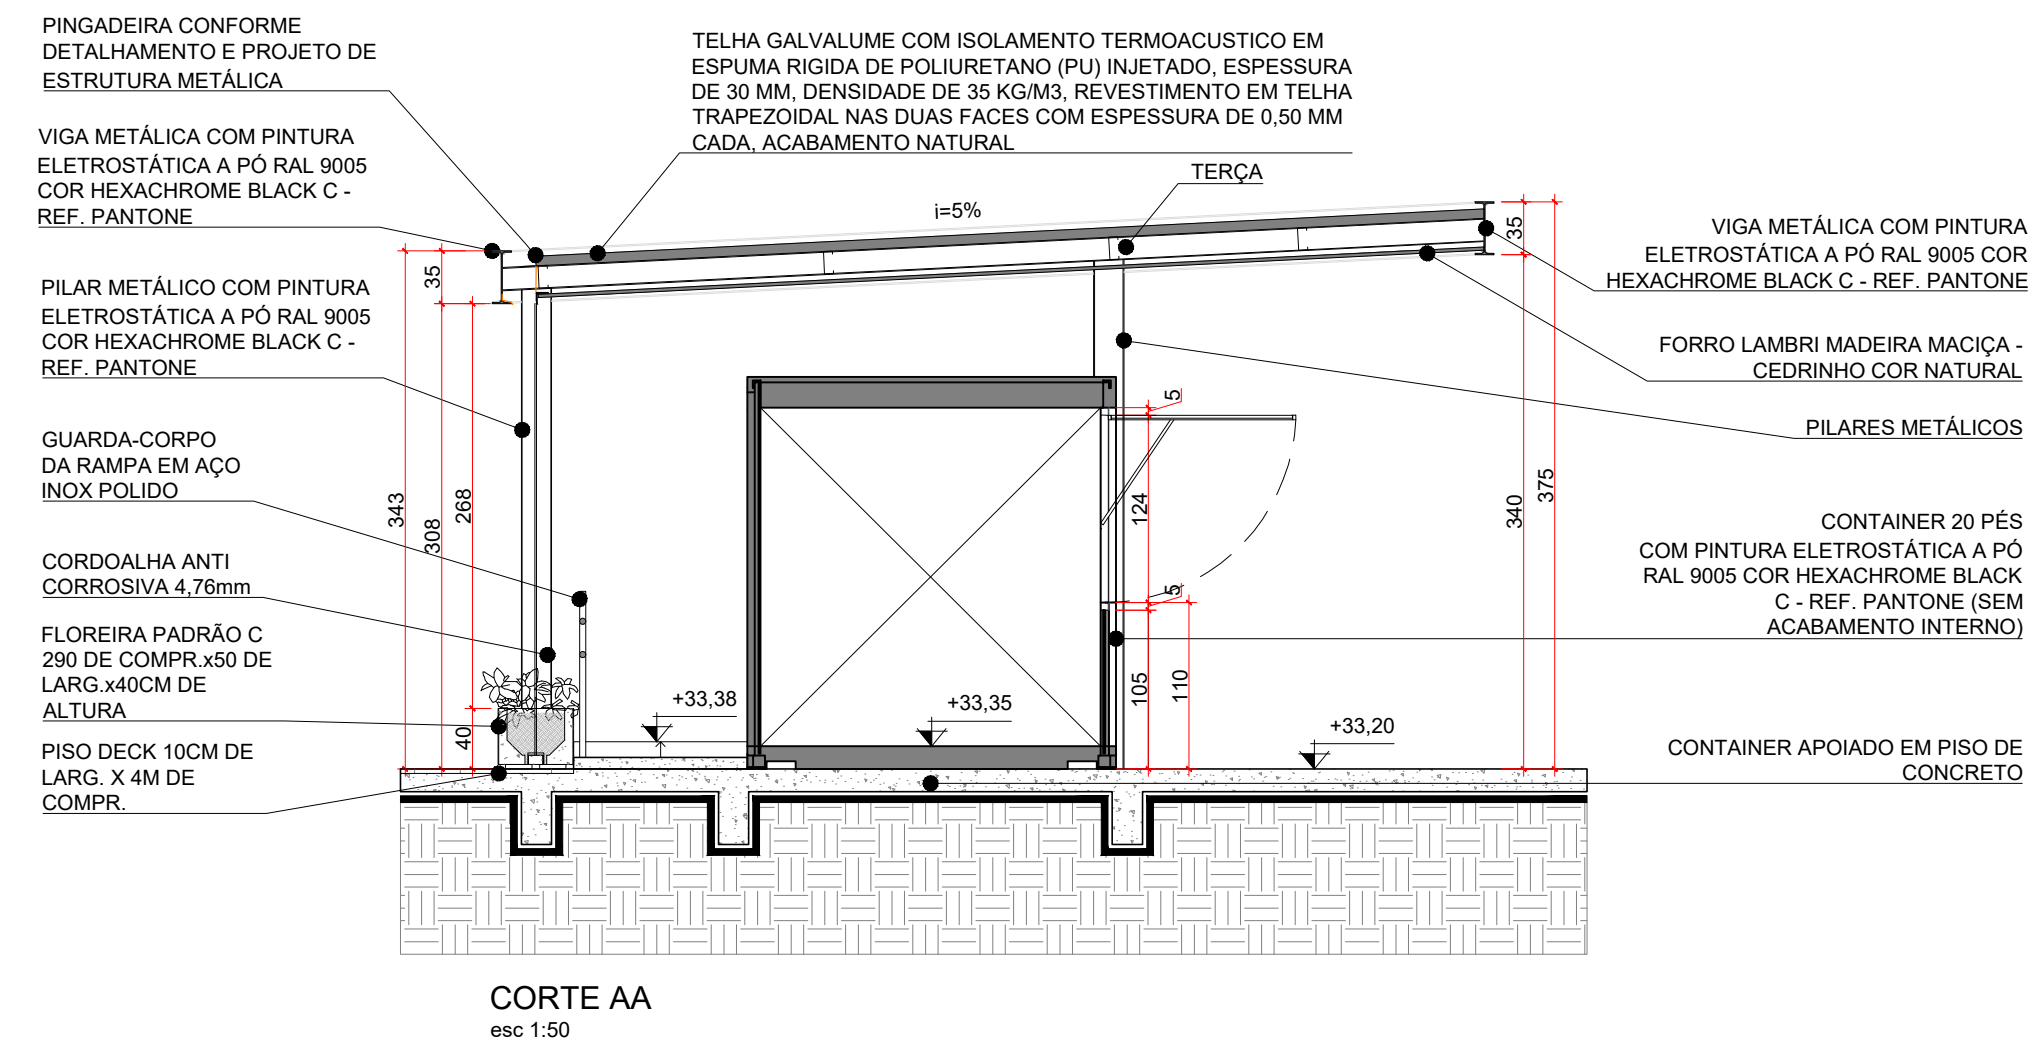 PINGADEIRA CONFORME
DETALHAMENTO E PROJETO DE
ESTRUTURA METÁLICA
VIGA METÁLICA COM PINTURA
ELETROSTÁTICA A PÓ RAL 9005
COR HEXACHROME BLACK C -
REF. PANTONE
PILAR METÁLICO COM PINTURA
ELETROSTÁTICA A PÓ RAL 9005
COR HEXACHROME BLACK C -
REF. PANTONE
GUARDA-CORPO
DA RAMPA EM AÇO
INOX POLIDO
CORDOALHA ANTI
CORROSIVA 4,76mm
FLOREIRA PADRÃO C
290 DE COMPR.x50 DE
LARG.x40CM DE
ALTURA
PISO DECK 10CM DE
LARG. X 4M DE
COMPR.
TELHA GALVALUME COM ISOLAMENTO TERMOACUSTICO EM
ESPUMA RIGIDA DE POLIURETANO (PU) INJETADO, ESPESSURA
DE 30 MM, DENSIDADE DE 35 KG/M3, REVESTIMENTO EM TELHA
TRAPEZOIDAL NAS DUAS FACES COM ESPESSURA DE 0,50 MM
CADA, ACABAMENTO NATURAL
TERÇA
i=5%
35
343
308
268
40
+33,38
+33,35
+33,20
5
124
5
105
110
35
340
375
VIGA METÁLICA COM PINTURA
ELETROSTÁTICA A PÓ RAL 9005 COR
HEXACHROME BLACK C - REF. PANTONE
FORRO LAMBRI MADEIRA MACIÇA -
CEDRINHO COR NATURAL
PILARES METÁLICOS
CONTAINER 20 PÉS
COM PINTURA ELETROSTÁTICA A PÓ
RAL 9005 COR HEXACHROME BLACK
C - REF. PANTONE (SEM
ACABAMENTO INTERNO)
CONTAINER APOIADO EM PISO DE
CONCRETO
CORTE AA
esc 1:50